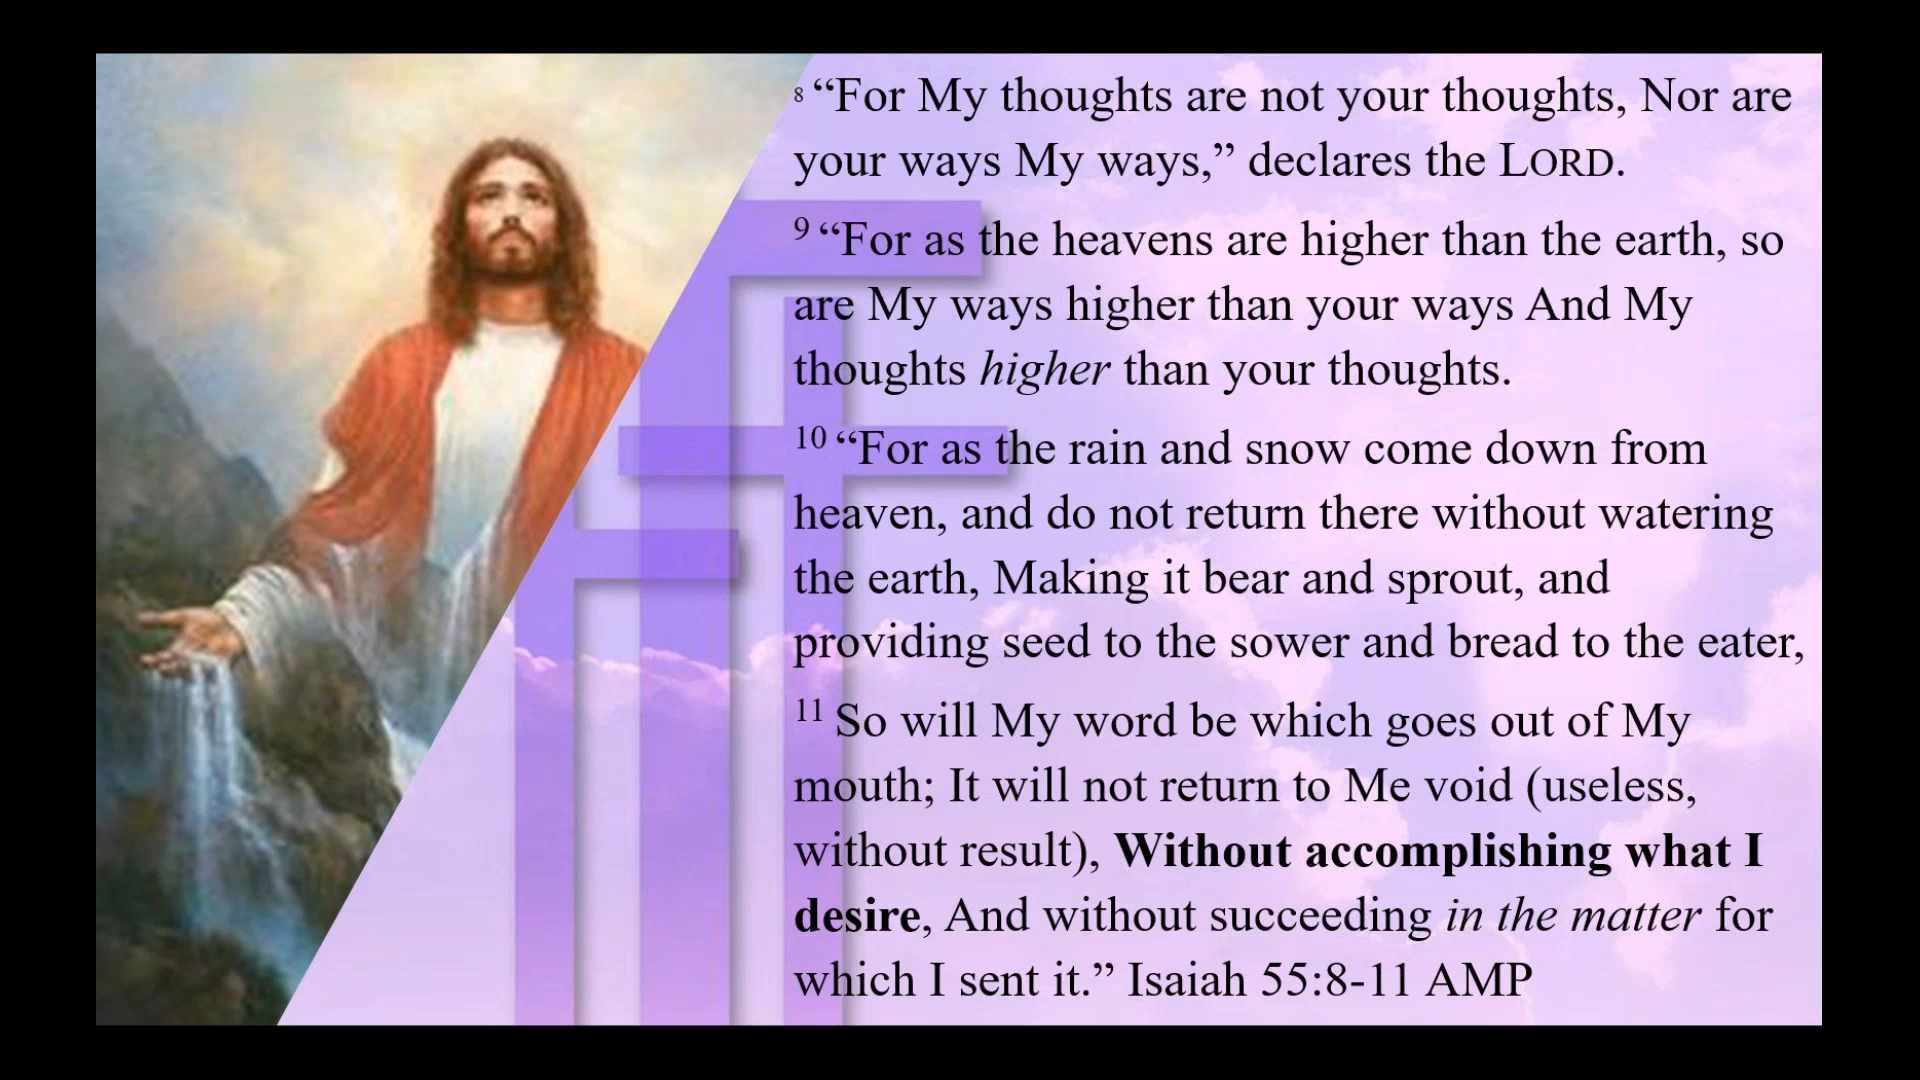 8 “For My thoughts are not your thoughts, Nor are
your ways My ways,” declares the LORD.
9 “For as the heavens are higher than the earth, so
are My ways higher than your ways And My
thoughts higher than your thoughts.
10 “For as the rain and snow come down from
heaven, and do not return there without watering
the earth, Making it bear and sprout, and
providing seed to the sower and bread to the eater,
11 So will My word be which goes out of My
mouth; It will not return to Me void (useless,
without result), Without accomplishing what I
desire, And without succeeding in the matter for
which I sent it.” Isaiah 55:8-11 AMP